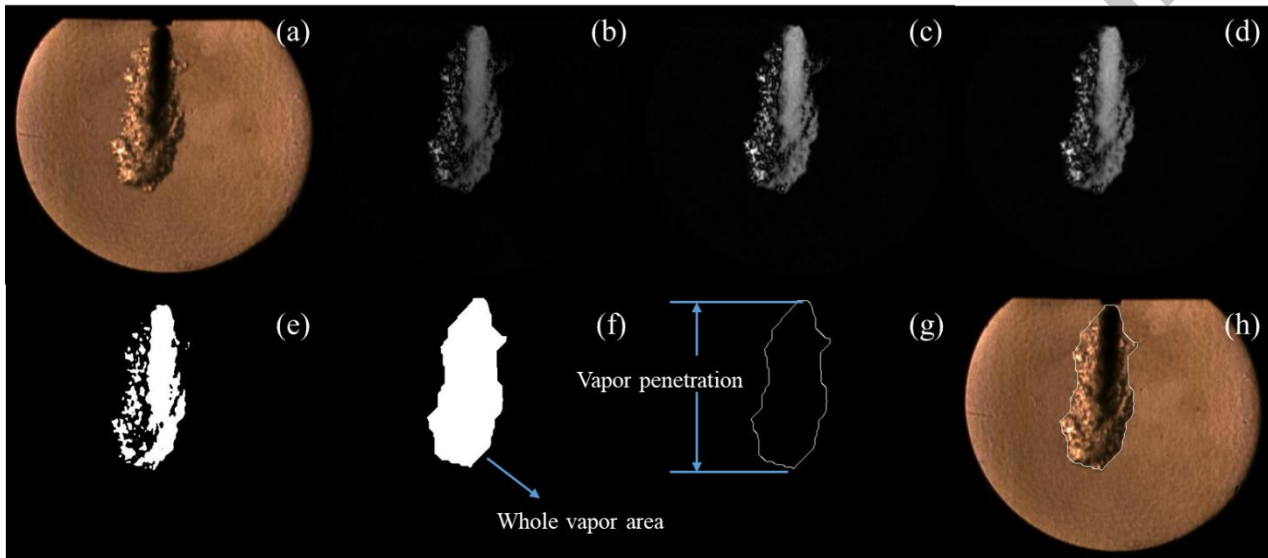 (a)
(b)
(c)
(d)
(e)
(f)
(g)
(h)
Vapor penetration
Whole vapor area